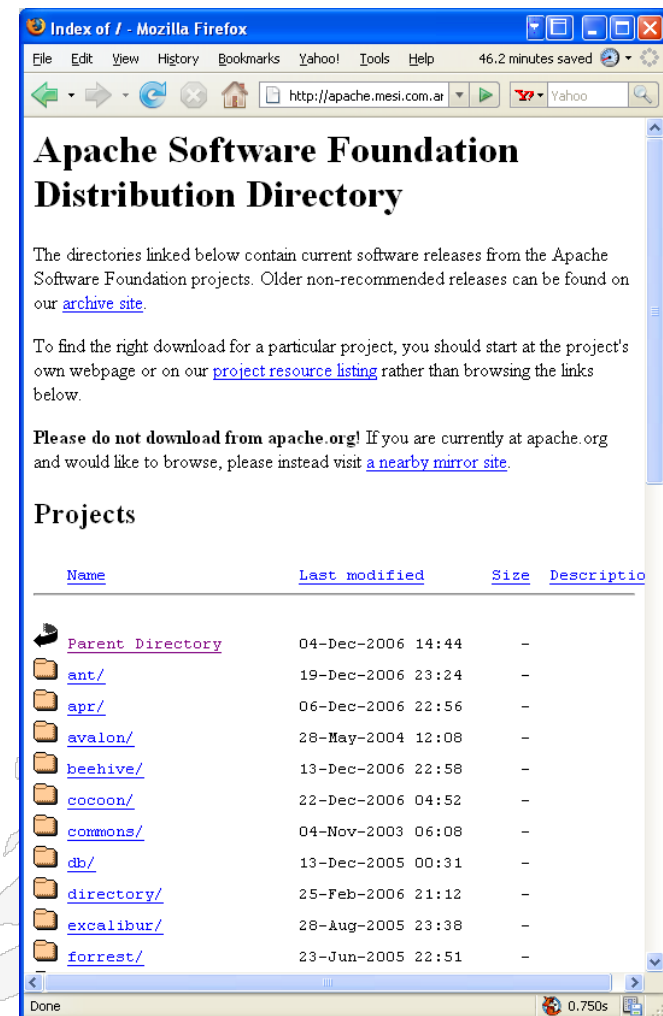 Index of / - Mozilla Firefox
File Edit View History Bookmarks Yahoo! Tools Help 46.2 minutes saved
http://apache.mesi.com.ar Yahoo
Apache Software Foundation
Distribution Directory
The directories linked below contain current software releases from the Apache
Software Foundation projects. Older non-recommended releases can be found on
our archive site.
To find the right download for a particular project, you should start at the project's
own webpage or on our project resource listing rather than browsing the links
below.
Please do not download from apache.org! If you are currently at apache.org
and would like to browse, please instead visit a nearby mirror site.
Projects
Name Last modified Size Descriptio
Parent Directory 04-Dec-2006 14:44 -
ant/ 19-Dec-2006 23:24 -
apr/ 06-Dec-2006 22:56 -
avalon/ 28-May-2004 12:08 -
beehive/ 13-Dec-2006 22:58 -
cocoon/ 22-Dec-2006 04:52 -
commons/ 04-Nov-2003 06:08 -
db/ 13-Dec-2005 00:31 -
directory/ 25-Feb-2006 21:12 -
excalibur/ 28-Aug-2005 23:38 -
forrest/ 23-Jun-2005 22:51 -
Done 0.750s